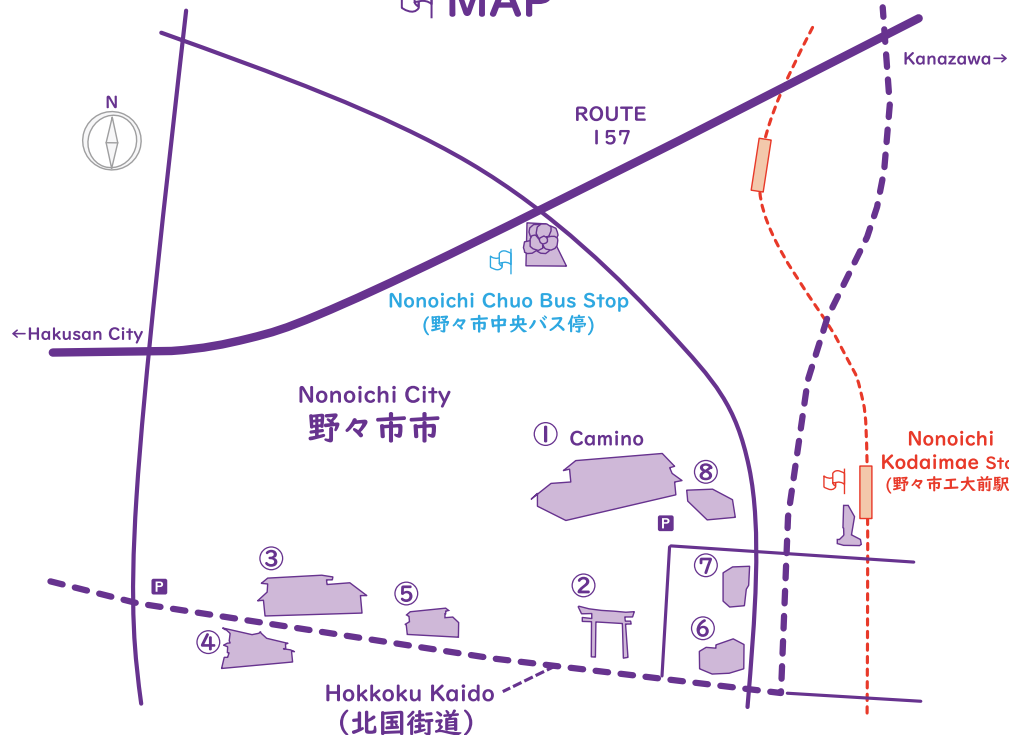 MAP
Kanazawa→
N
ROUTE
157
Nonoichi Chuo Bus Stop
(野々市中央バス停)
←Hakusan City
Nonoichi City
野々市市
① Camino
⑧
Nonoichi
Kodaimae Sta
(野々市工大前駅
P
③
⑦
②
P
⑤
⑥
④
Hokkoku Kaido
(北国街道)